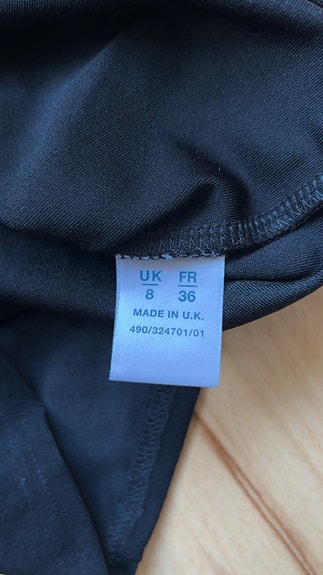 UK FR
8 36
MADE IN U.K.
490/324701/01